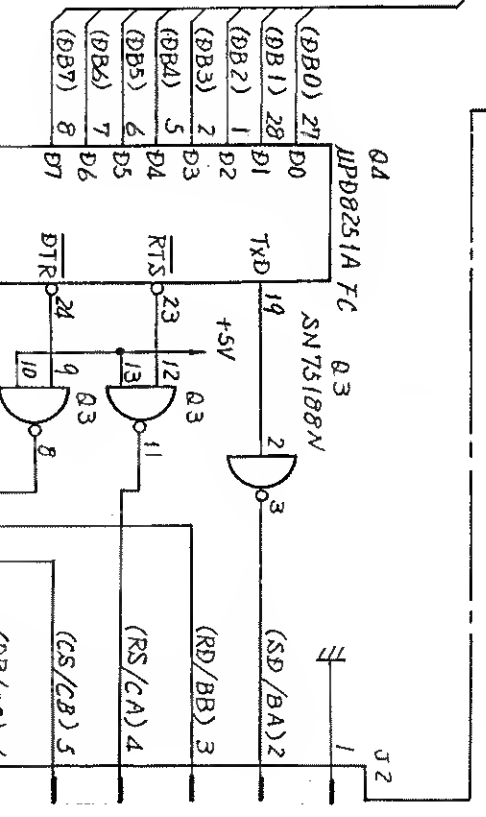 Q4
μPD8251A FC
(DB0) 27 D0
(DB1) 28 D1
(DB2) 1 D2
(DB3) 2 D3
(DB4) 5 D4
(DB5) 6 D5
(DB6) 7 D6
(DB7) 8 D7
TxD 19
RTS 23
DTR 24
+5V
Q3
SN75188N
2 3
12 13 Q3 11
9 10 Q3 8
J2
1
(SD/BA) 2
(RD/BB) 3
(RS/CA) 4
(CS/CB) 5